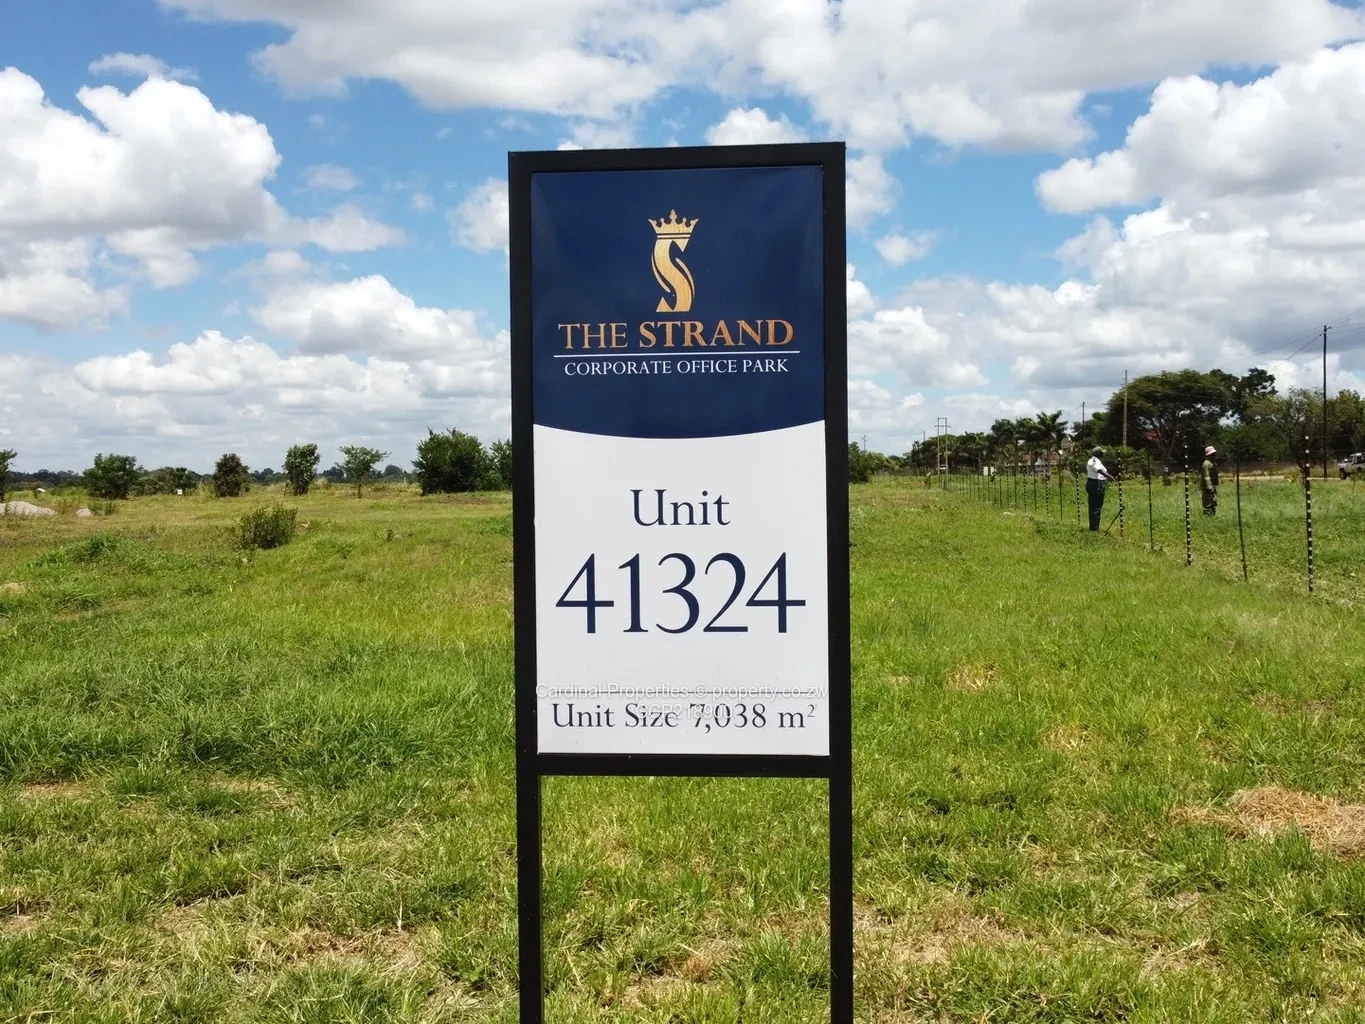 THE STRAND
CORPORATE OFFICE PARK
Unit
41324
Cardinal Properties © property.co.zw
Unit Size 7,038 m²